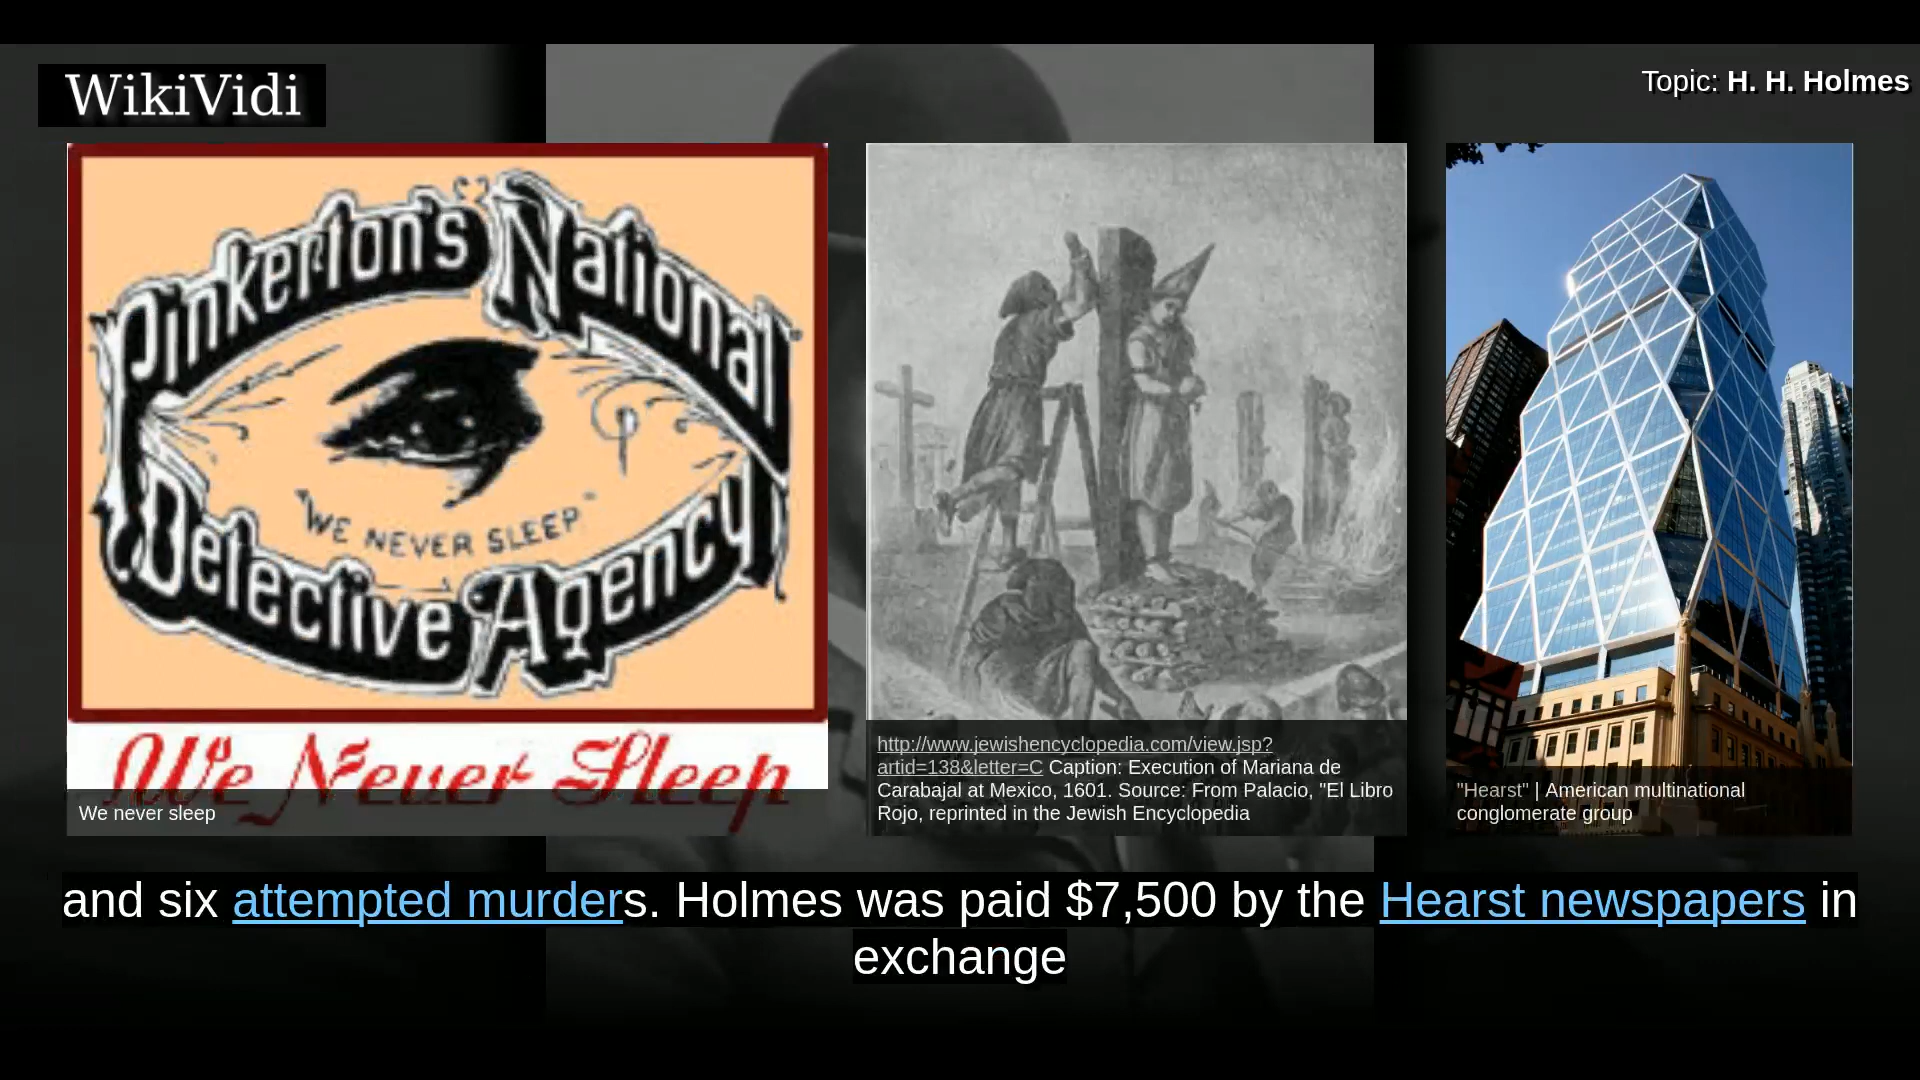 WikiVidi
Topic: H. H. Holmes
Pinkerton's National
"WE NEVER SLEEP"
Detective Agency
We Never Sleep
We never sleep
http://www.jewishencyclopedia.com/view.jsp?
artid=138&letter=C Caption: Execution of Mariana de
Carabajal at Mexico, 1601. Source: From Palacio, "El Libro
Rojo, reprinted in the Jewish Encyclopedia
"Hearst" | American multinational
conglomerate group
and six attempted murders. Holmes was paid $7,500 by the Hearst newspapers in
exchange